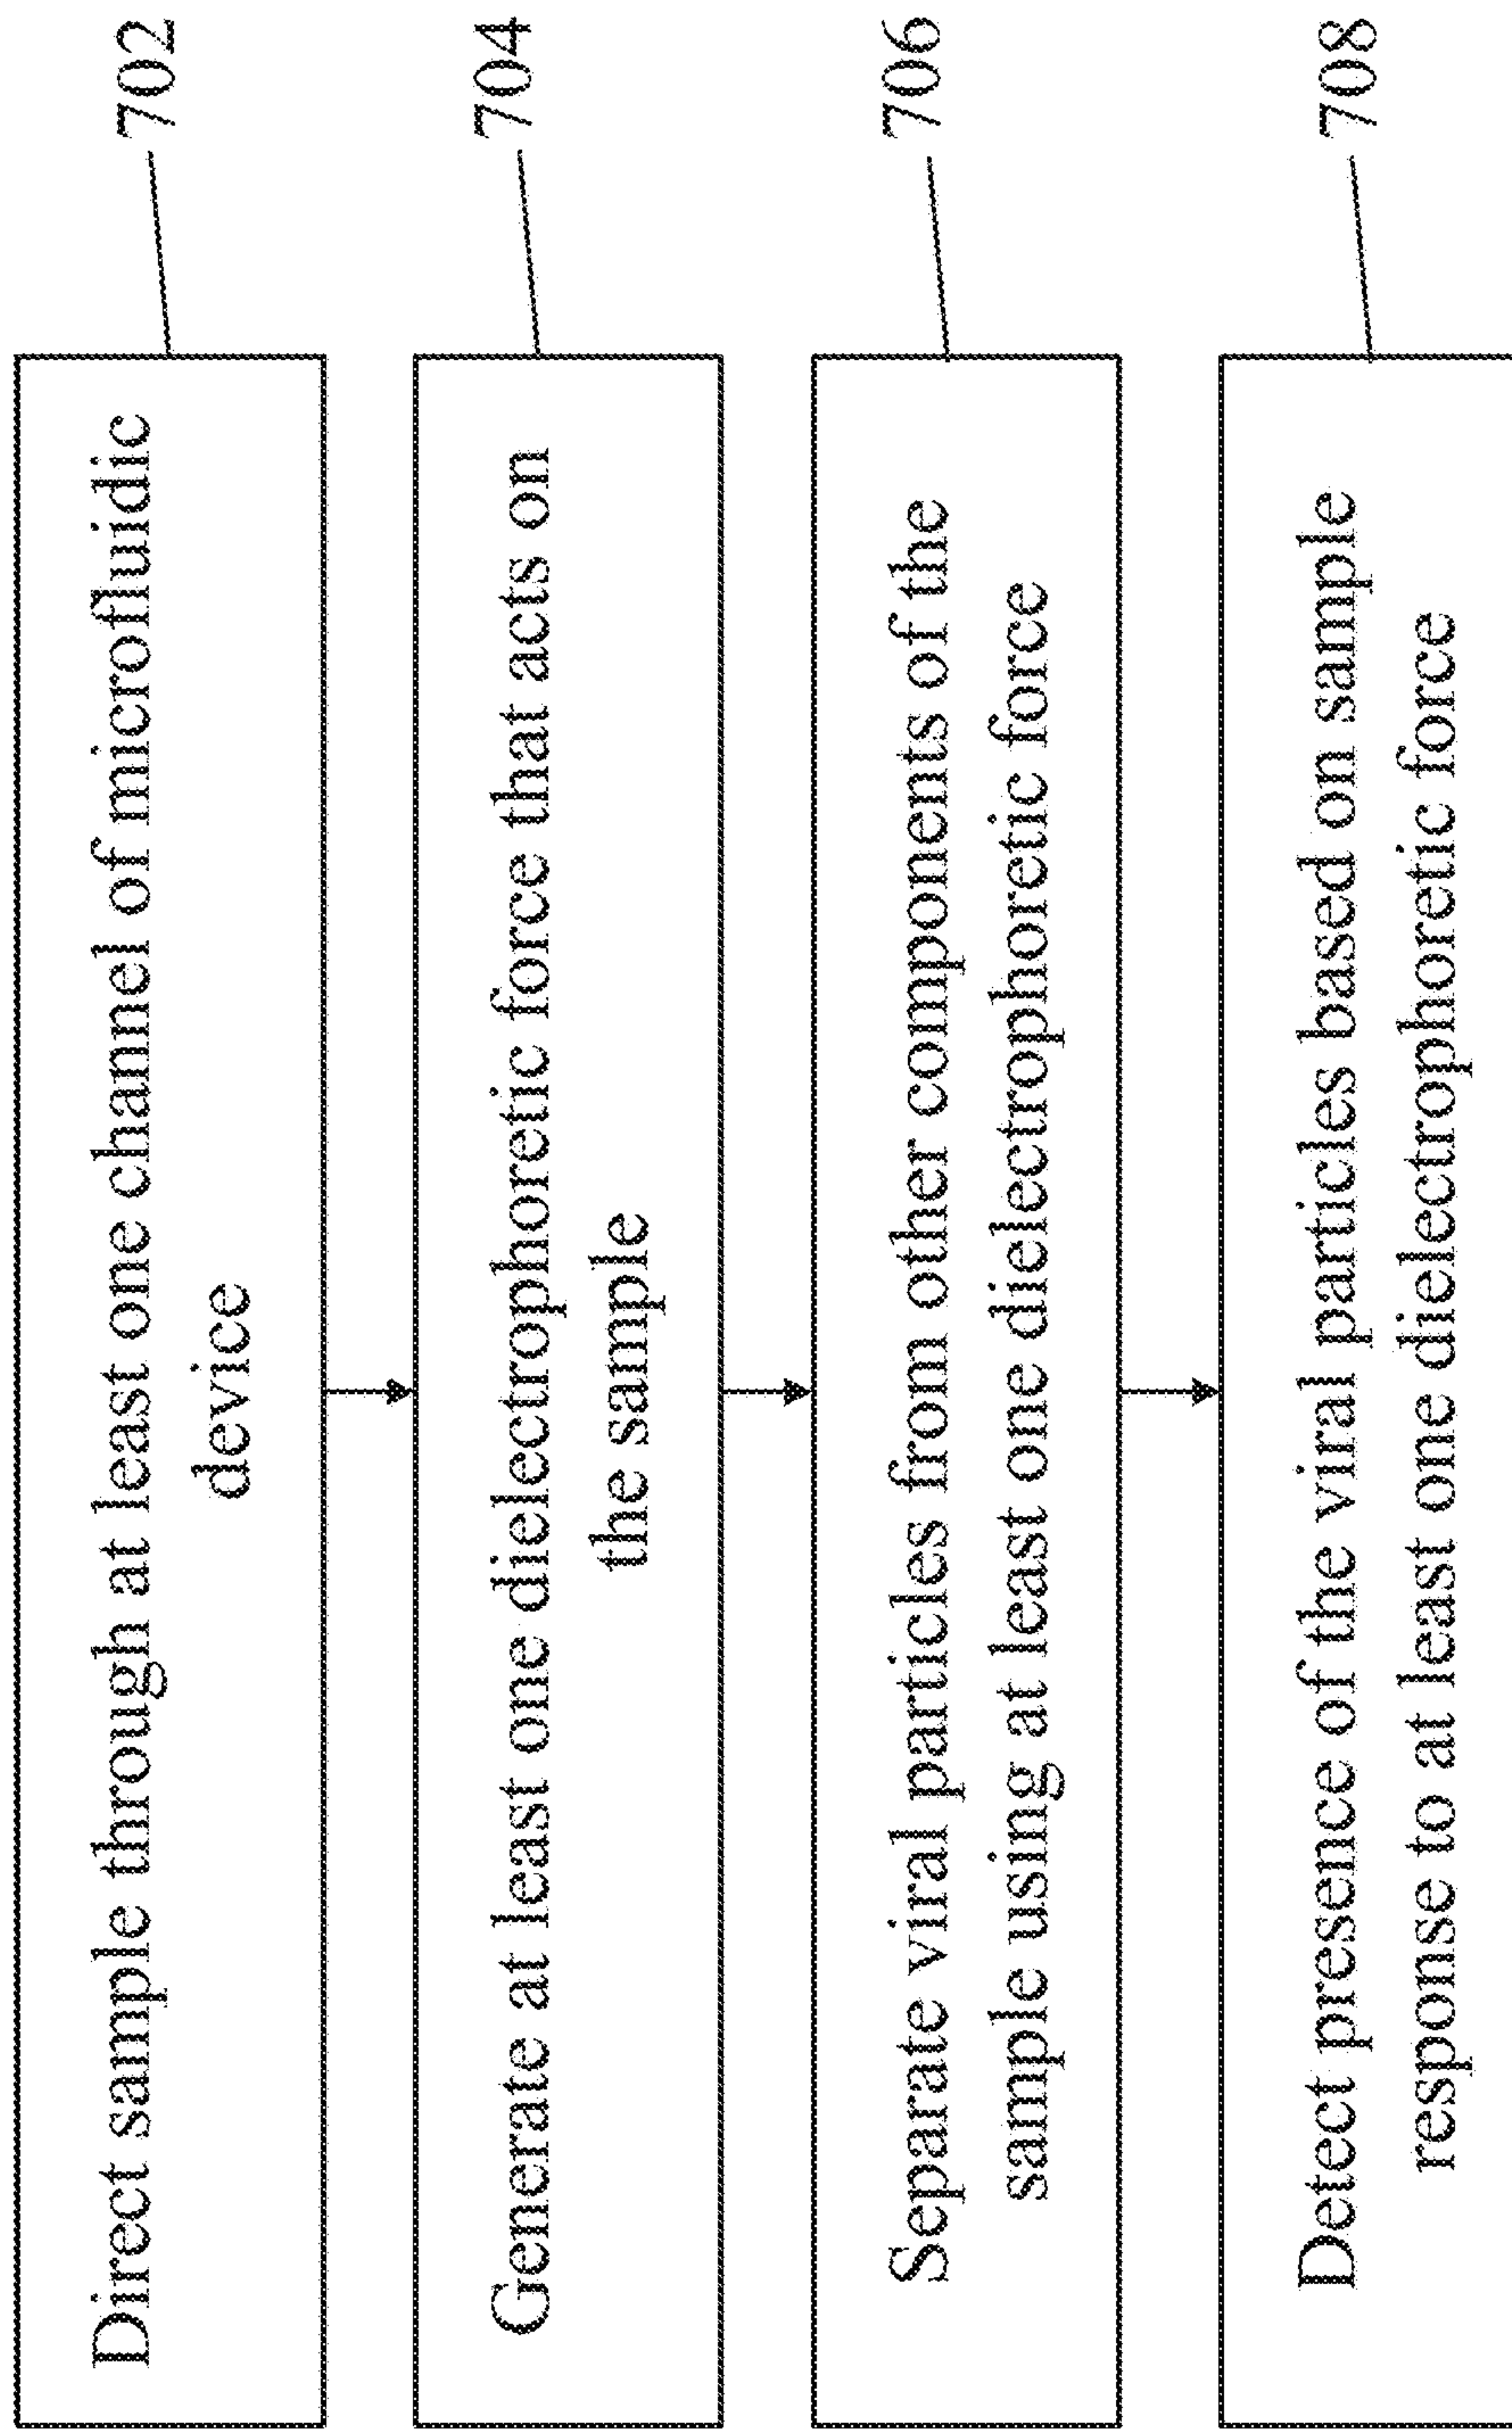 Direct sample through at least one channel of microfluidic
device
702
Generate at least one dielectrophoretic force that acts on
the sample
704
Separate viral particles from other components of the
sample using at least one dielectrophoretic force
706
Detect presence of the viral particles based on sample
response to at least one dielectrophoretic force
708